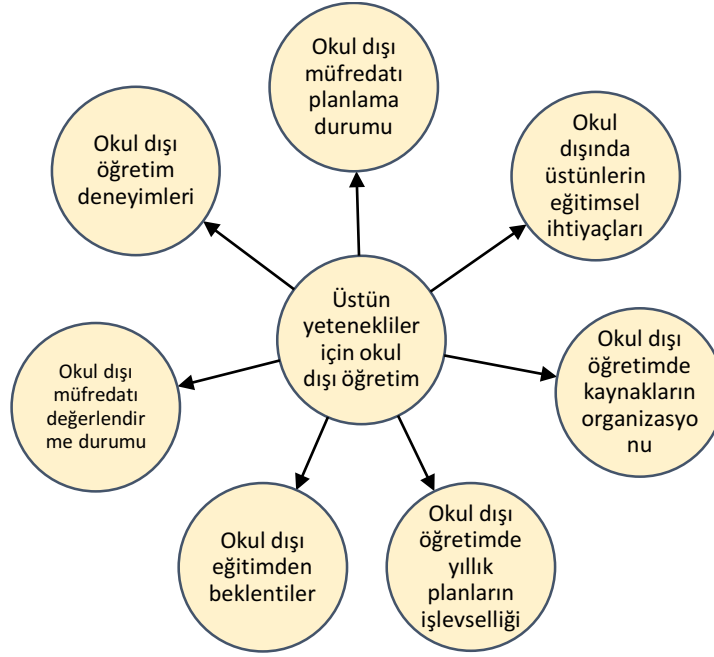 Okul dışı
müfredatı
planlama
durumu
Okul
dışında
üstünlerin
eğitimsel
ihtiyaçları
Okul dışı
öğretimde
kaynakların
organizasyo
nu
Okul dışı
öğretimde
yıllık
planların
işlevselliği
Okul dışı
eğitimden
beklentiler
Okul dışı
müfredatı
değerlendir
me durumu
Okul dışı
öğretim
deneyimleri
Üstün
yetenekliler
için okul
dışı öğretim